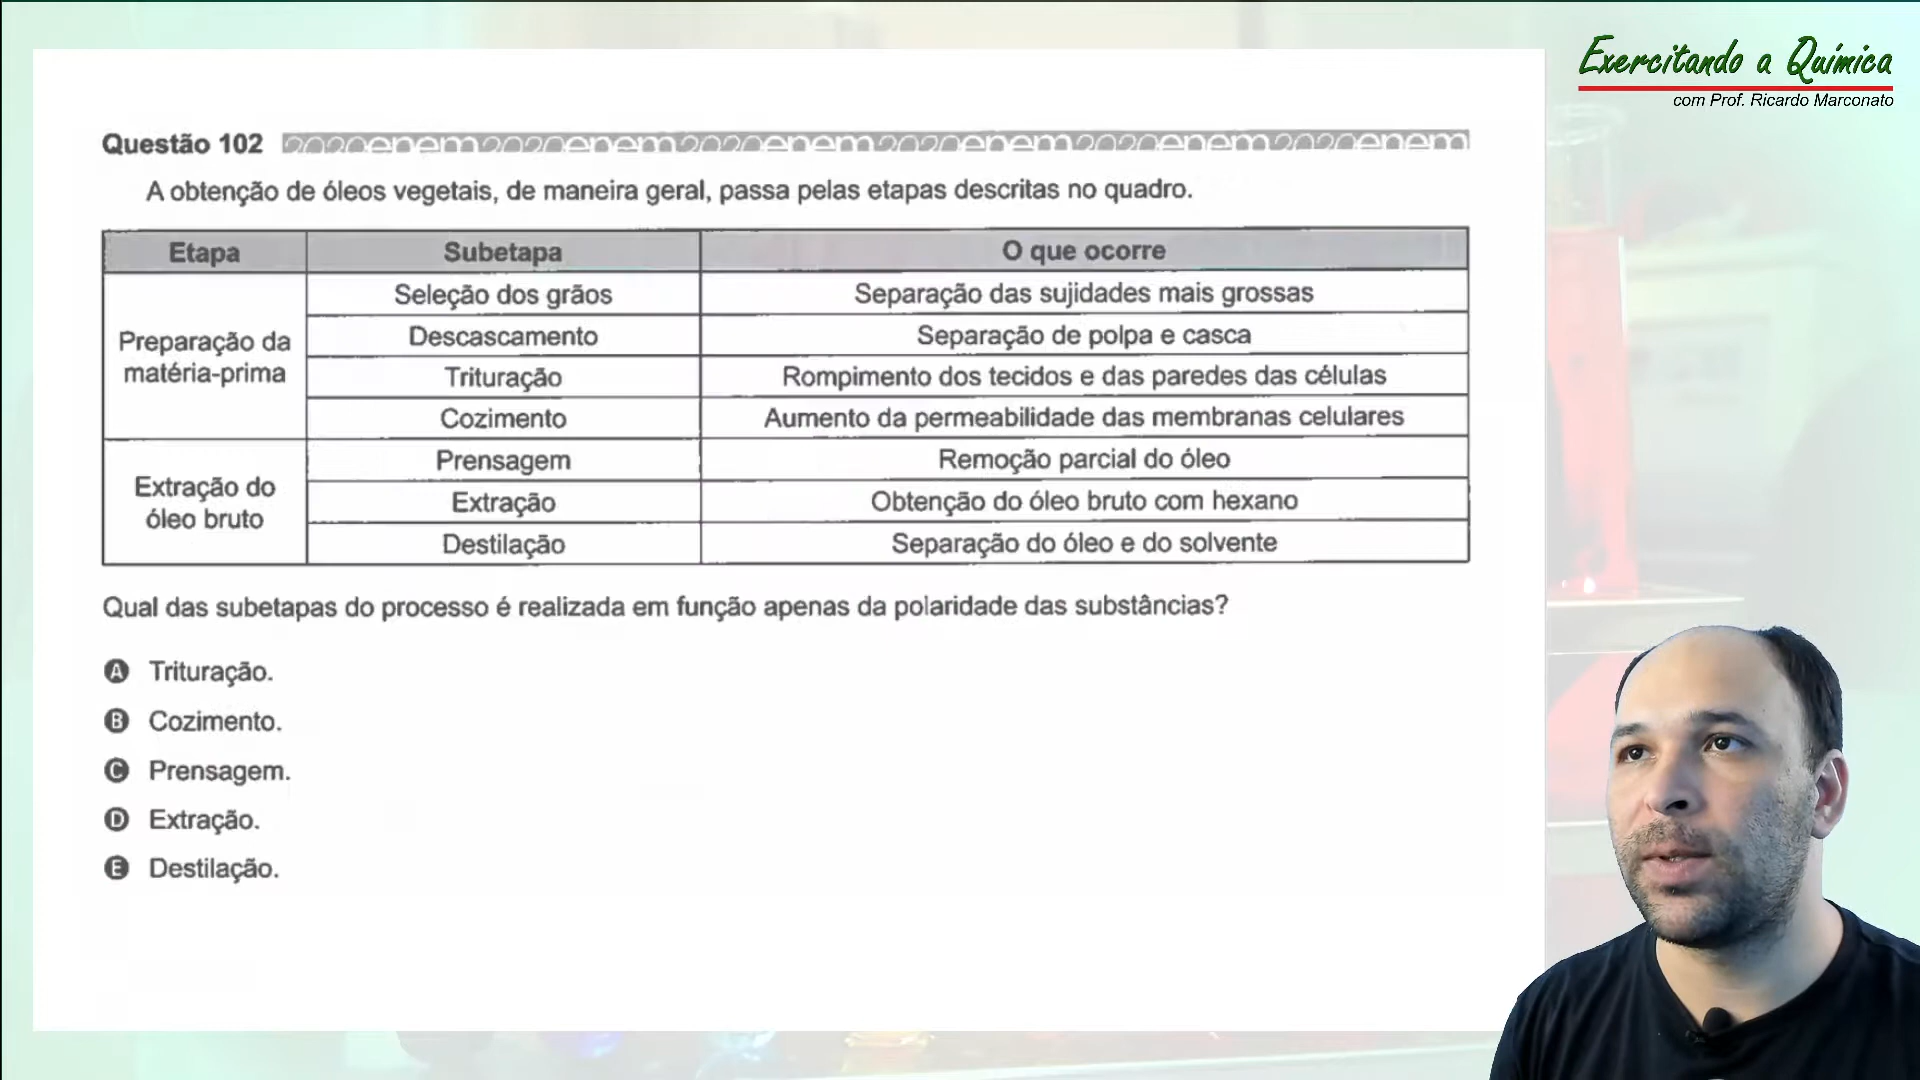 Exercitando a Química
com Prof. Ricardo Marconato
Questão 102 2020enem2020enem2020enem2020enem2020enem2020enem
A obtenção de óleos vegetais, de maneira geral, passa pelas etapas descritas no quadro.
Etapa Subetapa O que ocorre
Preparação da matéria-prima
Seleção dos grãos Separação das sujidades mais grossas
Descascamento Separação de polpa e casca
Trituração Rompimento dos tecidos e das paredes das células
Cozimento Aumento da permeabilidade das membranas celulares
Extração do óleo bruto
Prensagem Remoção parcial do óleo
Extração Obtenção do óleo bruto com hexano
Destilação Separação do óleo e do solvente
Qual das subetapas do processo é realizada em função apenas da polaridade das substâncias?
A Trituração.
B Cozimento.
C Prensagem.
D Extração.
E Destilação.